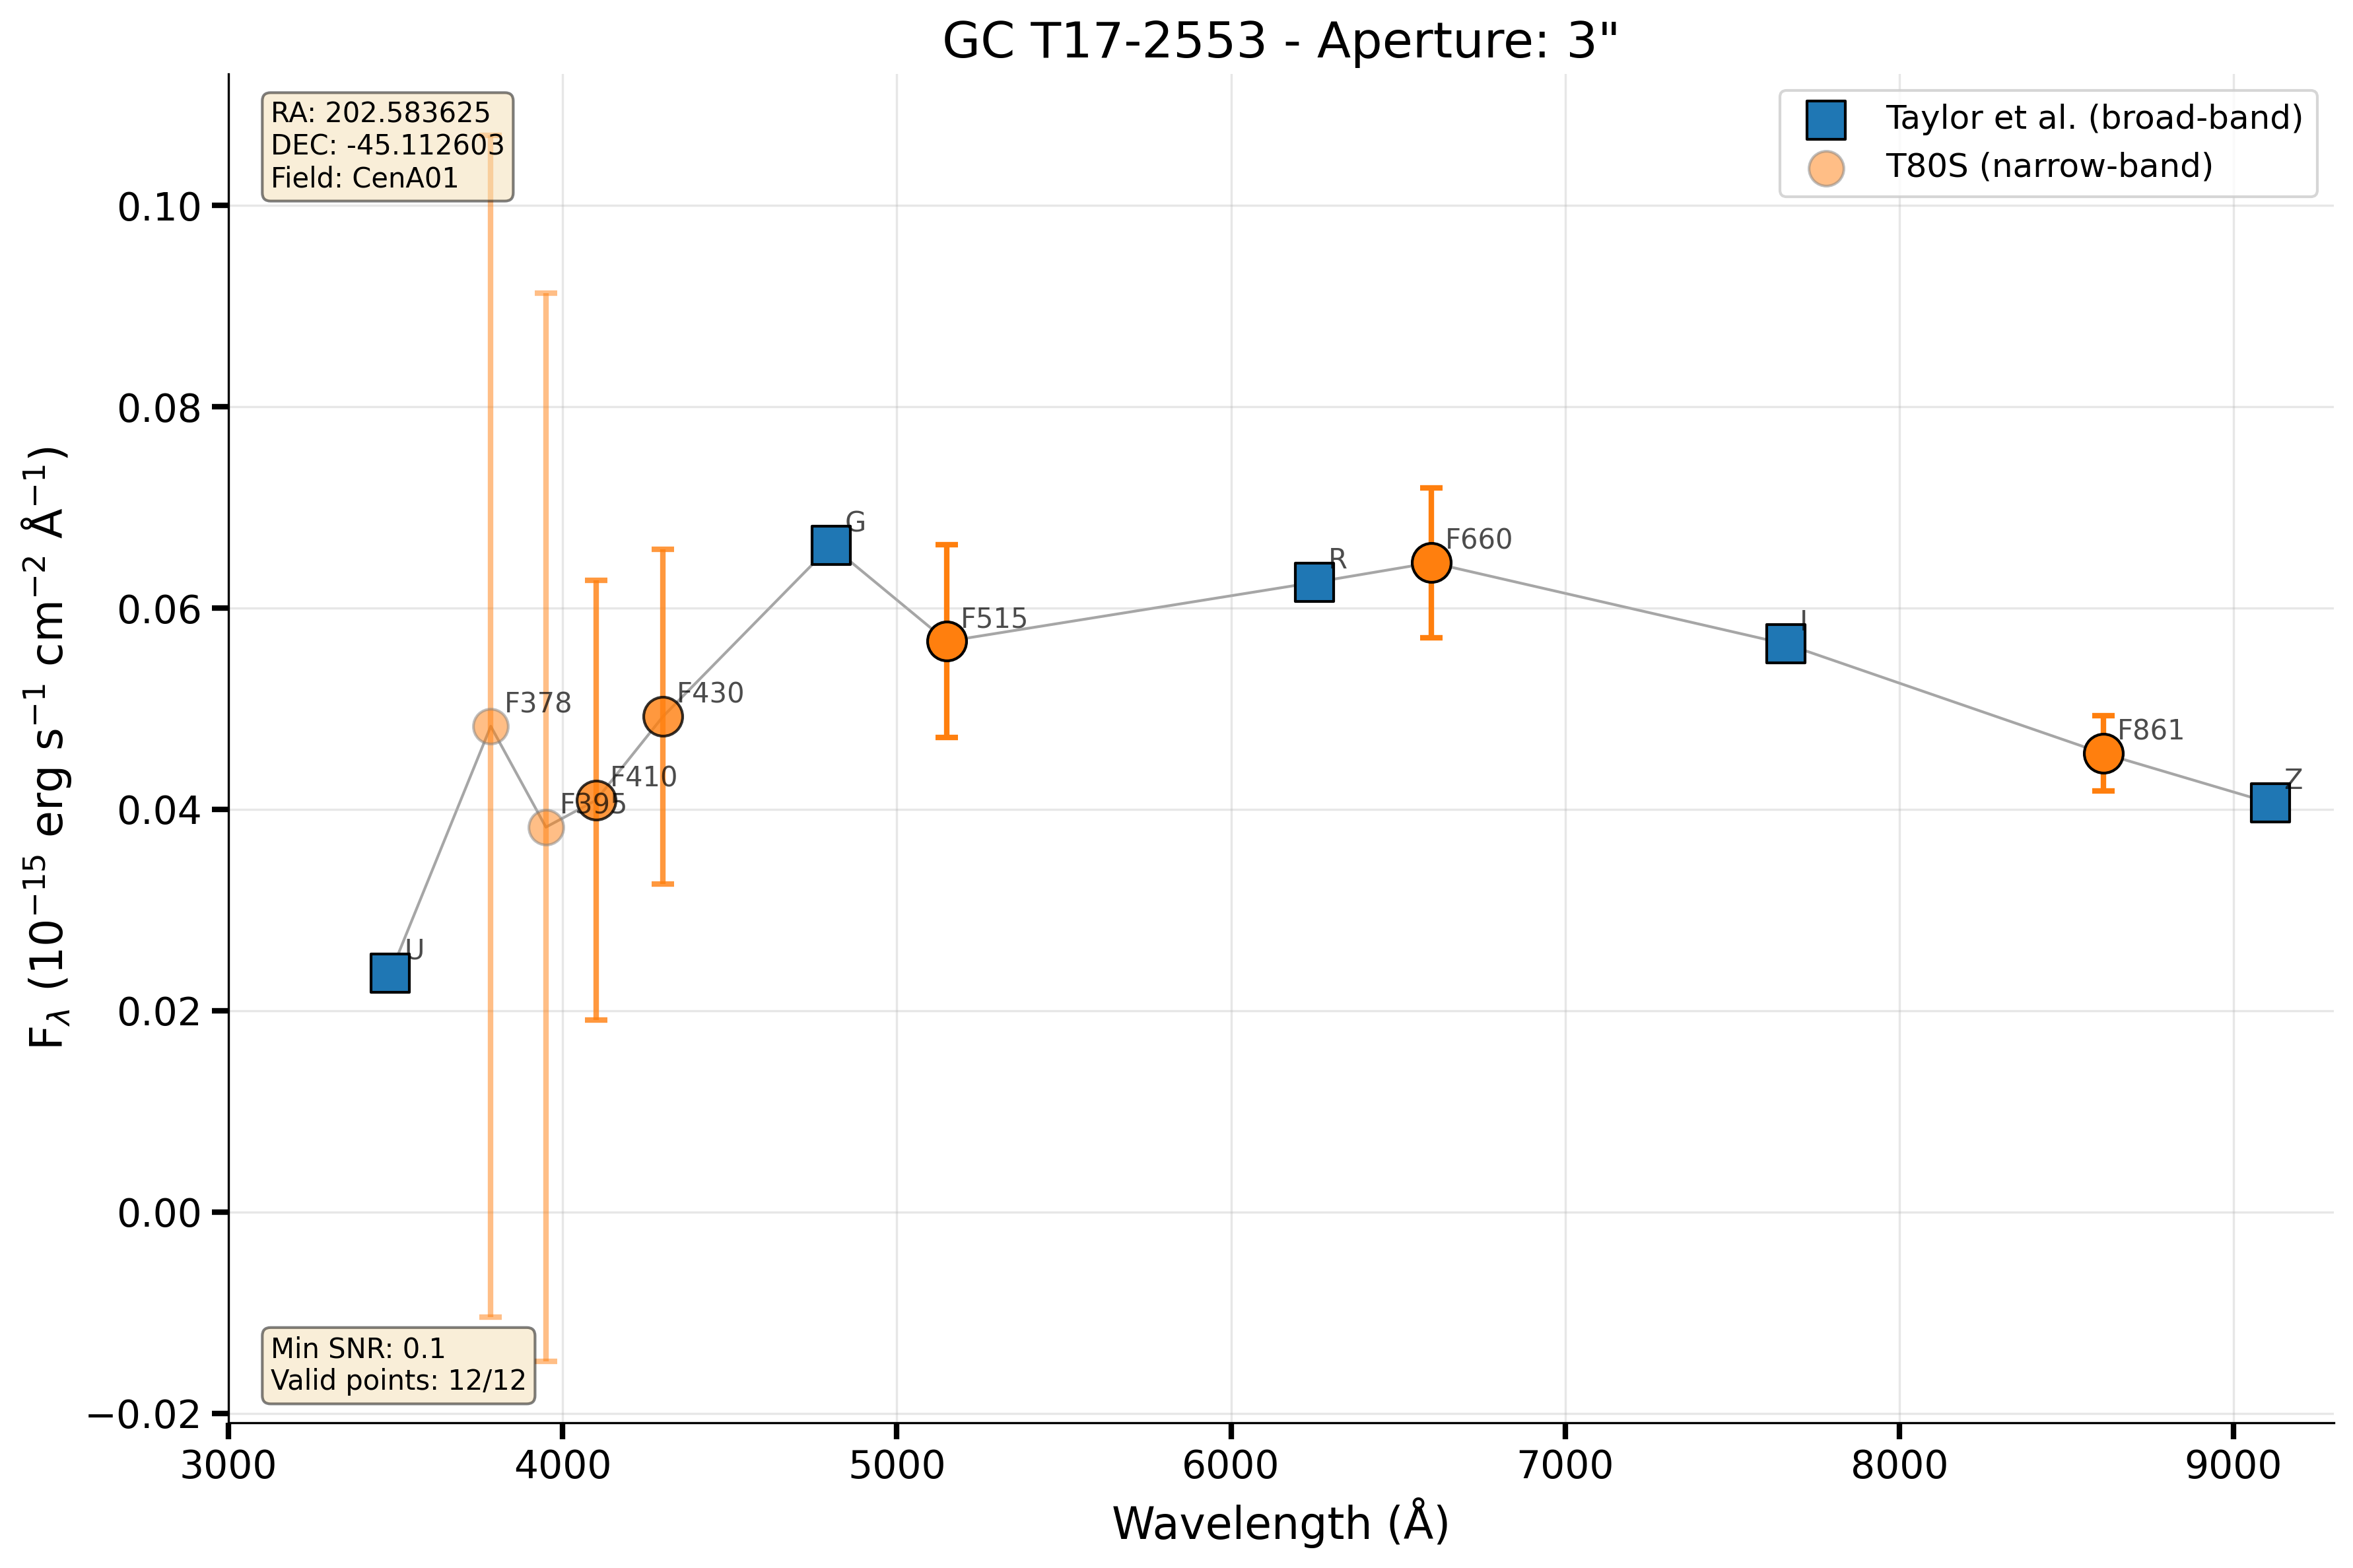 GC T17-2553 - Aperture: 3"
RA: 202.583625
DEC: -45.112603
Field: CenA01
Taylor et al. (broad-band)
T80S (narrow-band)
0.10
0.08
0.06
0.04
0.02
0.00
−0.02
F$_{\lambda}$ (10$^{-15}$ erg s$^{-1}$ cm$^{-2}$ Å$^{-1}$)
U
F378
F395
F410
F430
G
F515
R
F660
I
F861
Z
Min SNR: 0.1
Valid points: 12/12
3000 4000 5000 6000 7000 8000 9000
Wavelength (Å)